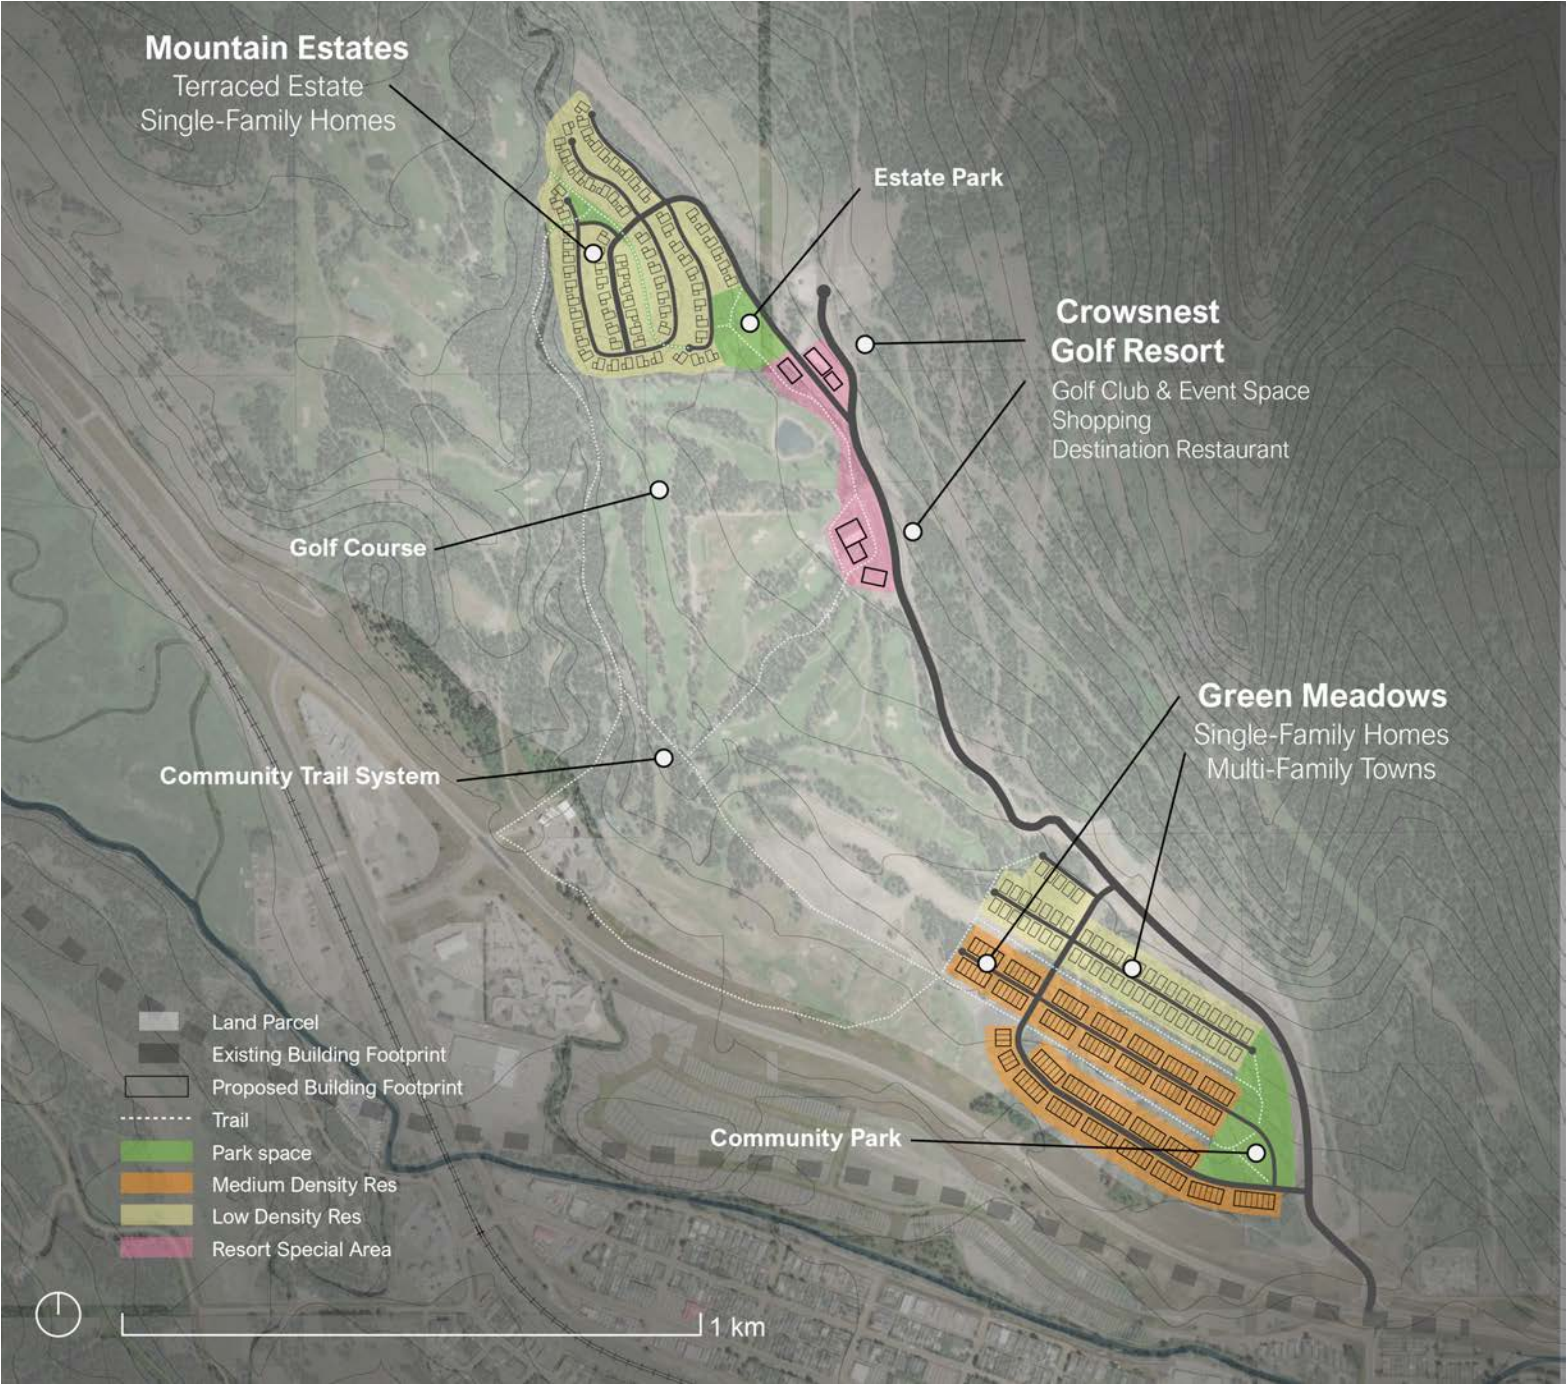 Mountain Estates
Terraced Estate
Single-Family Homes
Estate Park
Crowsnest
Golf Resort
Golf Club & Event Space
Shopping
Destination Restaurant
Golf Course
Green Meadows
Single-Family Homes
Multi-Family Towns
Community Trail System
Community Park
Land Parcel
Existing Building Footprint
Proposed Building Footprint
Trail
Park space
Medium Density Res
Low Density Res
Resort Special Area
1 km